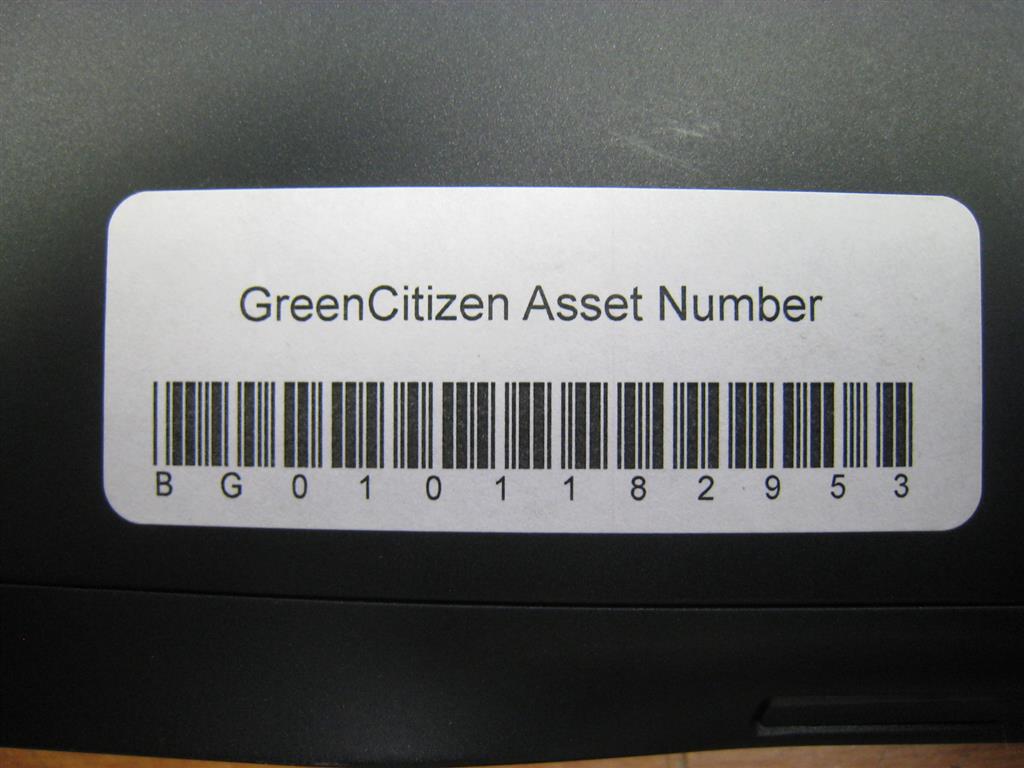 GreenCitizen Asset Number
B G 0 1 0 1 1 8 2 9 5 3